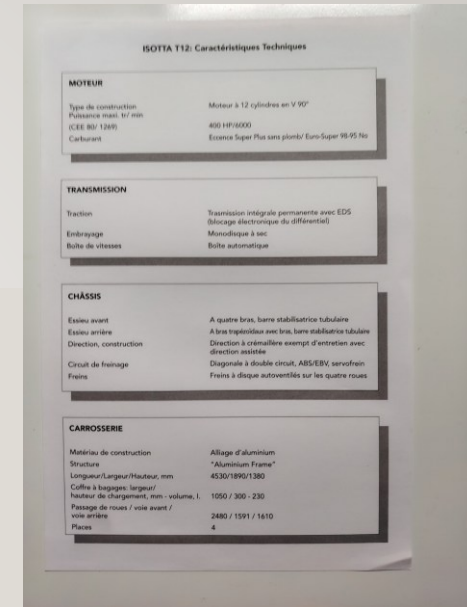 ISOTTA T12: Caractéristiques Techniques
MOTEUR
Type de construction Moteur à 12 cylindres en V 90°
Puissance maxi. tr/ min
(CEE 80/ 1269) 400 HP/6000
Carburant Essence Super Plus sans plomb/ Euro-Super 98-95 No
TRANSMISSION
Traction Trasmission intégrale permanente avec EDS
(blocage électronique du différentiel)
Embrayage Monodisque à sec
Boîte de vitesses Boîte automatique
CHÂSSIS
Essieu avant A quatre bras, barre stabilisatrice tubulaire
Essieu arrière A bras trapézoïdaux avec bras, barre stabilisatrice tubulaire
Direction, construction Direction à crémaillère exempt d'entretien avec
direction assistée
Circuit de freinage Diagonale à double circuit, ABS/EBV, servofrein
Freins Freins à disque autoventilés sur les quatre roues
CARROSSERIE
Matériau de construction Alliage d'aluminium
Structure "Aluminium Frame"
Longueur/Largeur/Hauteur, mm 4530/1890/1380
Coffre à bagages: largeur/
hauteur de chargement, mm - volume, l. 1050 / 300 - 230
Passage de roues / voie avant /
voie arrière 2480 / 1591 / 1610
Places 4